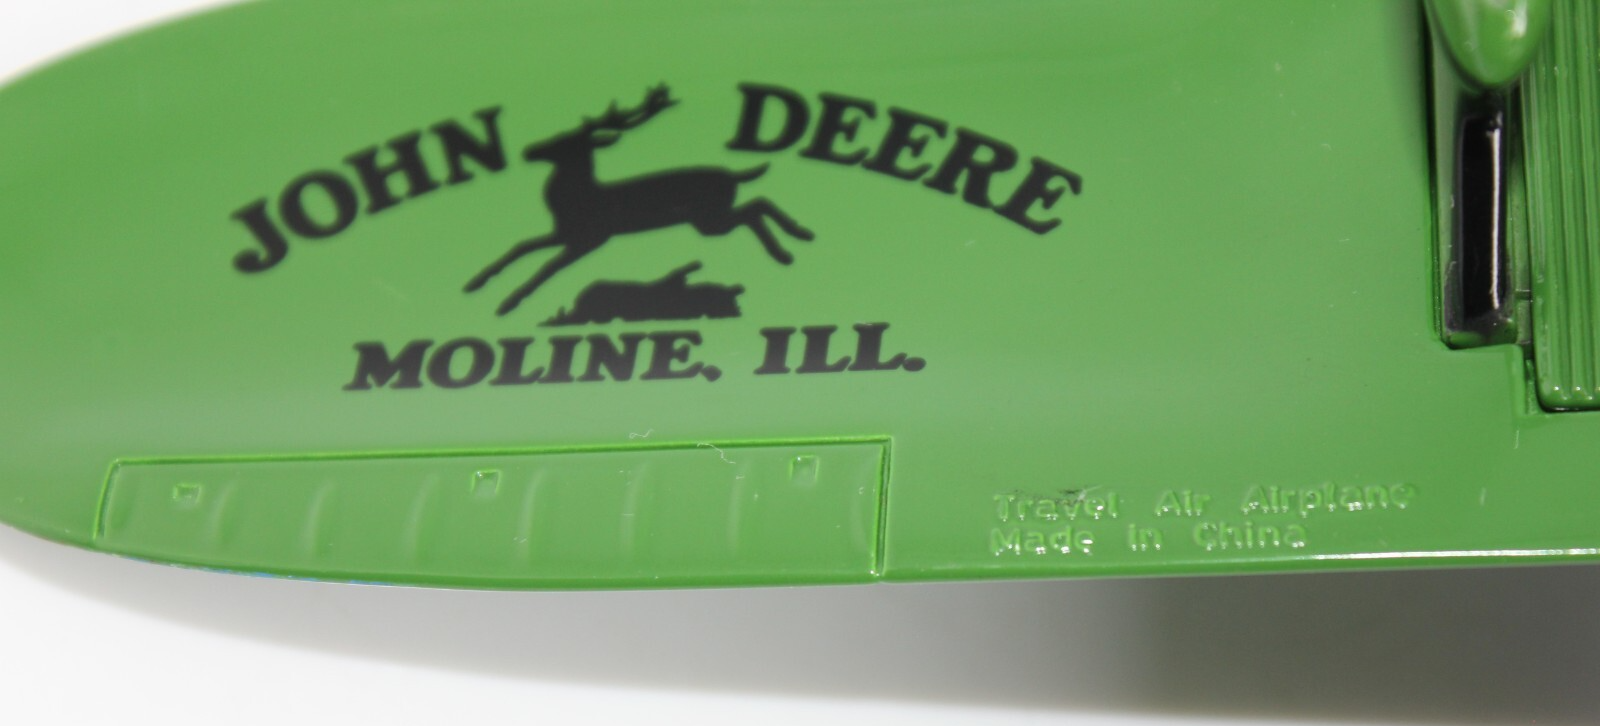 JOHN DEERE
MOLINE, ILL.
Travel Air Airplane
Made in China